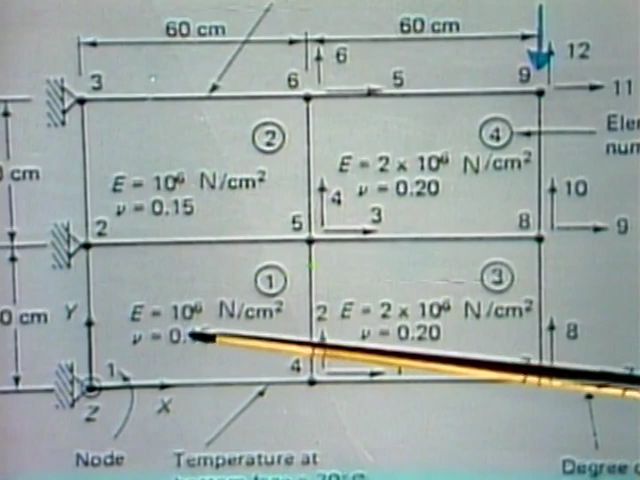 60 cm
60 cm
12
3
6
6
5
9
11
②
④
cm
E = 10⁶ N/cm²
ν = 0.15
E = 2 x 10⁶ N/cm²
ν = 0.20
4
3
10
2
5
8
9
①
③
0 cm
Y
E = 10⁶ N/cm²
ν = 0.
2
E = 2 x 10⁶ N/cm²
ν = 0.20
8
1
4
Z
X
Node
Temperature at
Degree